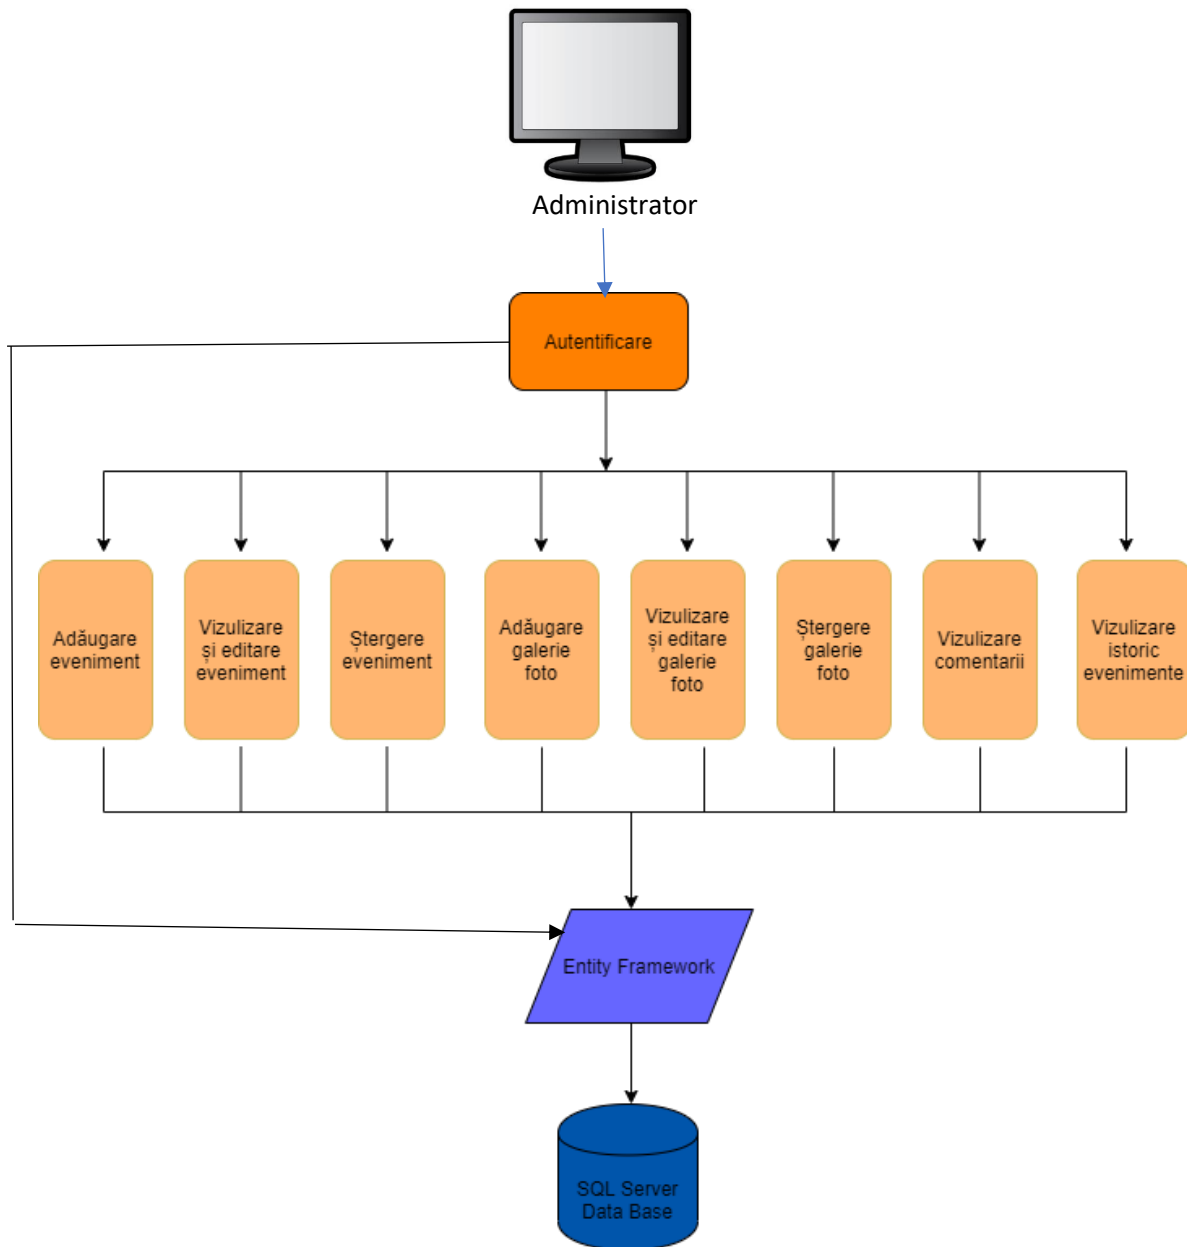 Administrator
Autentificare
Adăugare
eveniment
Vizulizare
și editare
eveniment
Ștergere
eveniment
Adăugare
galerie
foto
Vizulizare
și editare
galerie
foto
Ștergere
galerie
foto
Vizulizare
comentarii
Vizulizare
istoric
evenimente
Entity Framework
SQL Server
Data Base